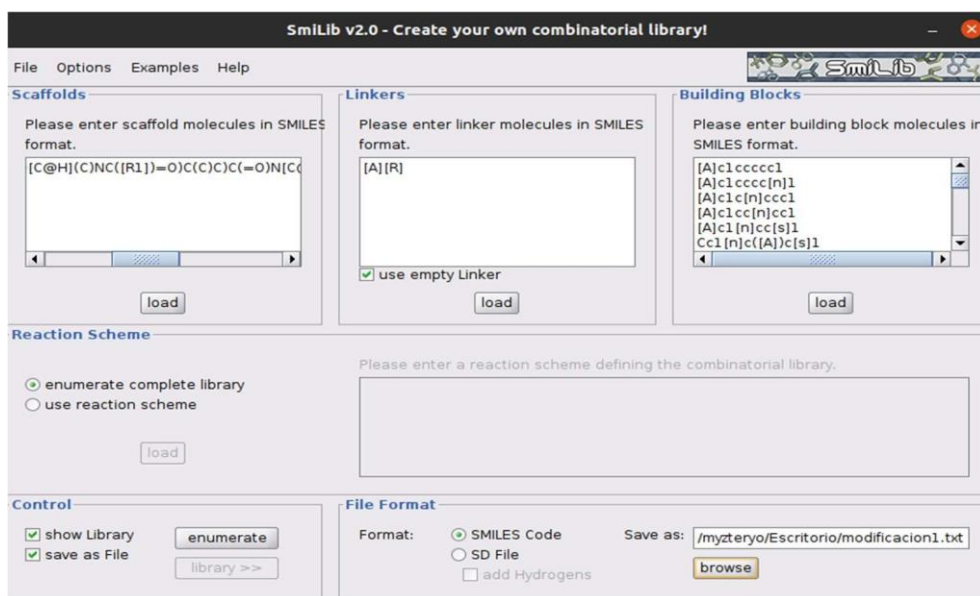 SmiLib v2.0 - Create your own combinatorial library!
File Options Examples Help
SmiLib
Scaffolds
Please enter scaffold molecules in SMILES
format.
[C@H](C)NC([R1])=O)C(C)C)C(=O)N[C
load
Linkers
Please enter linker molecules in SMILES
format.
[A][R]
use empty Linker
load
Building Blocks
Please enter building block molecules in
SMILES format.
[A]c1ccccc1
[A]c1cccc[n]1
[A]c1c[n]ccc1
[A]c1cc[n]cc1
[A]c1[n]cc[s]1
Cc1[n]c([A])c[s]1
load
Reaction Scheme
enumerate complete library
use reaction scheme
load
Please enter a reaction scheme defining the combinatorial library.
Control
show Library
enumerate
save as File
library >>
File Format
Format:
SMILES Code
SD File
add Hydrogens
Save as:
/myzteryo/Escritorio/modificacion1.txt
browse